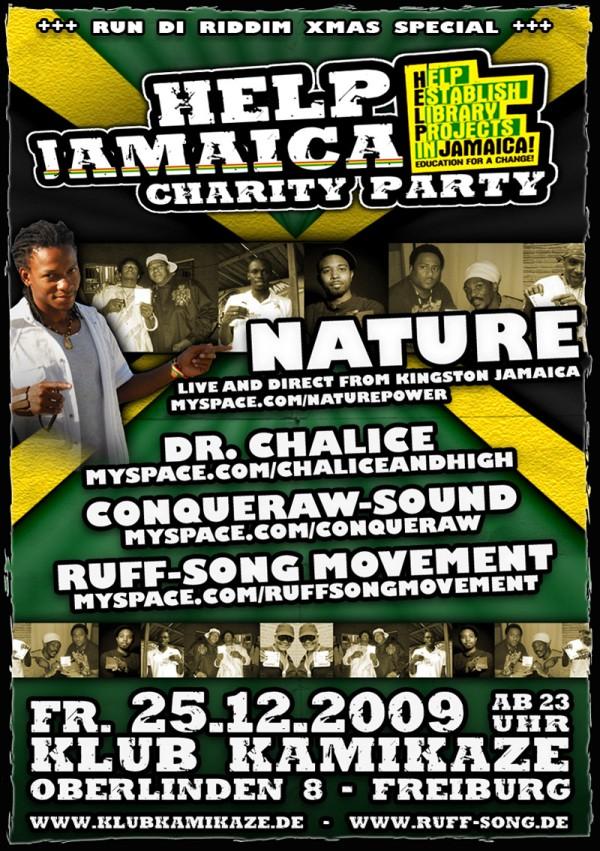 +++ RUN DI RIDDIM XMAS SPECIAL +++
HELP
JAMAICA
CHARITY PARTY
HELP
ESTABLISH
LIBRARY
PROJECTS
IN JAMAICA!
EDUCATION FOR A CHANGE!
NATURE
LIVE AND DIRECT FROM KINGSTON JAMAICA
MYSPACE.COM/NATUREPOWER
DR. CHALICE
MYSPACE.COM/CHALICEANDHIGH
CONQUERAW-SOUND
MYSPACE.COM/CONQUERAW
RUFF-SONG MOVEMENT
MYSPACE.COM/RUFFSONGMOVEMENT
FR. 25.12.2009 AB 23
UHR
KLUB KAMIKAZE
OBERLINDEN 8 - FREIBURG
WWW.KLUBKAMIKAZE.DE - WWW.RUFF-SONG.DE